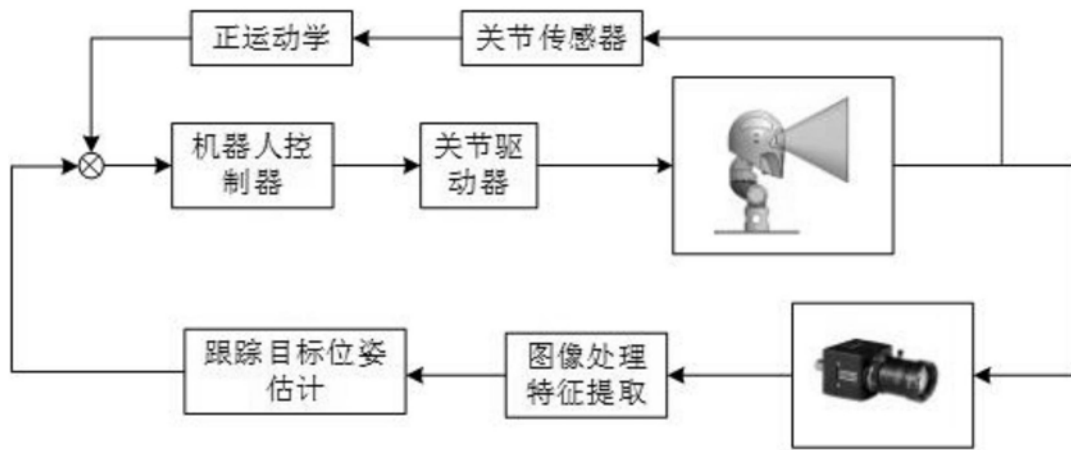 正运动学
关节传感器
机器人控
制器
关节驱
动器
跟踪目标位姿
估计
图像处理
特征提取